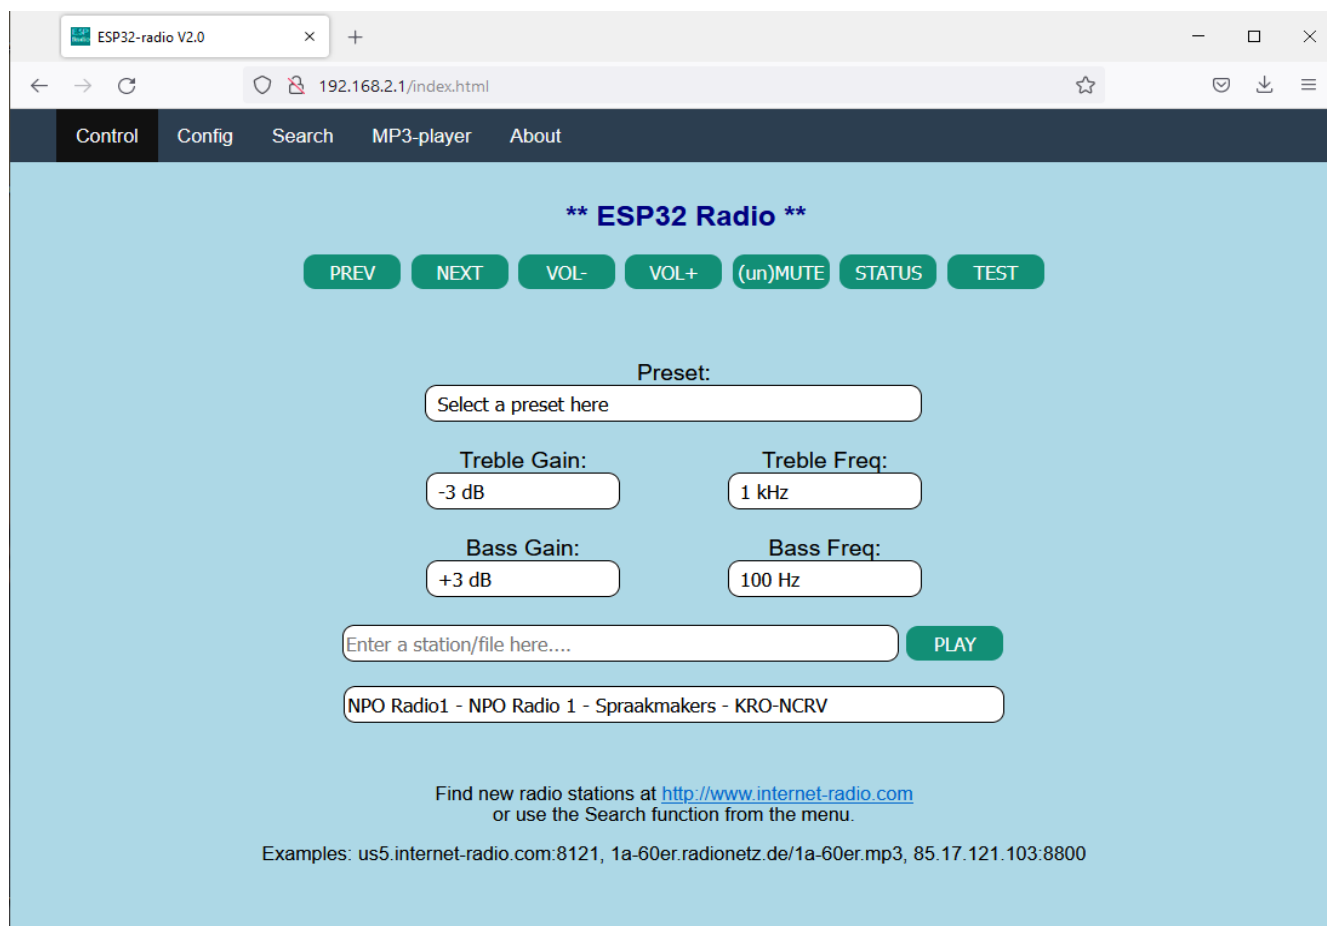 ESP32-radio V2.0
192.168.2.1/index.html
Control Config Search MP3-player About
** ESP32 Radio **
PREV NEXT VOL- VOL+ (un)MUTE STATUS TEST
Preset:
Select a preset here
Treble Gain: Treble Freq:
-3 dB 1 kHz
Bass Gain: Bass Freq:
+3 dB 100 Hz
Enter a station/file here.... PLAY
NPO Radio1 - NPO Radio 1 - Spraakmakers - KRO-NCRV
Find new radio stations at http://www.internet-radio.com
or use the Search function from the menu.
Examples: us5.internet-radio.com:8121, 1a-60er.radionetz.de/1a-60er.mp3, 85.17.121.103:8800